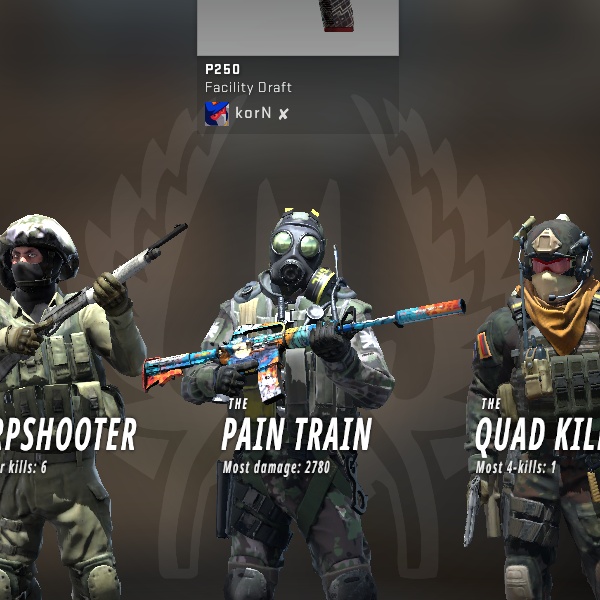 P250
Facility Draft
korN ✘
RPSHOOTER
r kills: 6
THE
PAIN TRAIN
Most damage: 2780
THE
QUAD KIL
Most 4-kills: 1